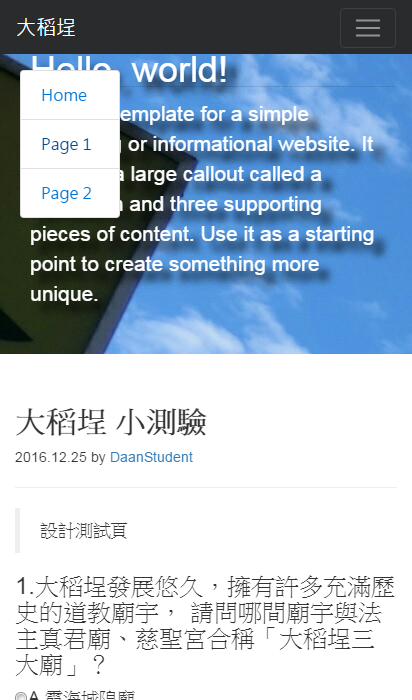 大稻埕
Hello, world!
Home
emplate for a simple
Page 1
or informational website. It
a large callout called a
Page 2
and three supporting
pieces of content. Use it as a starting
point to create something more
unique.
大稻埕 小測驗
2016.12.25 by DaanStudent
設計測試頁
1.大稻埕發展悠久，擁有許多充滿歷
史的道教廟宇， 請問哪間廟宇與法
主真君廟、慈聖宮合稱「大稻埕三
大廟」？
A.霞海城隍廟